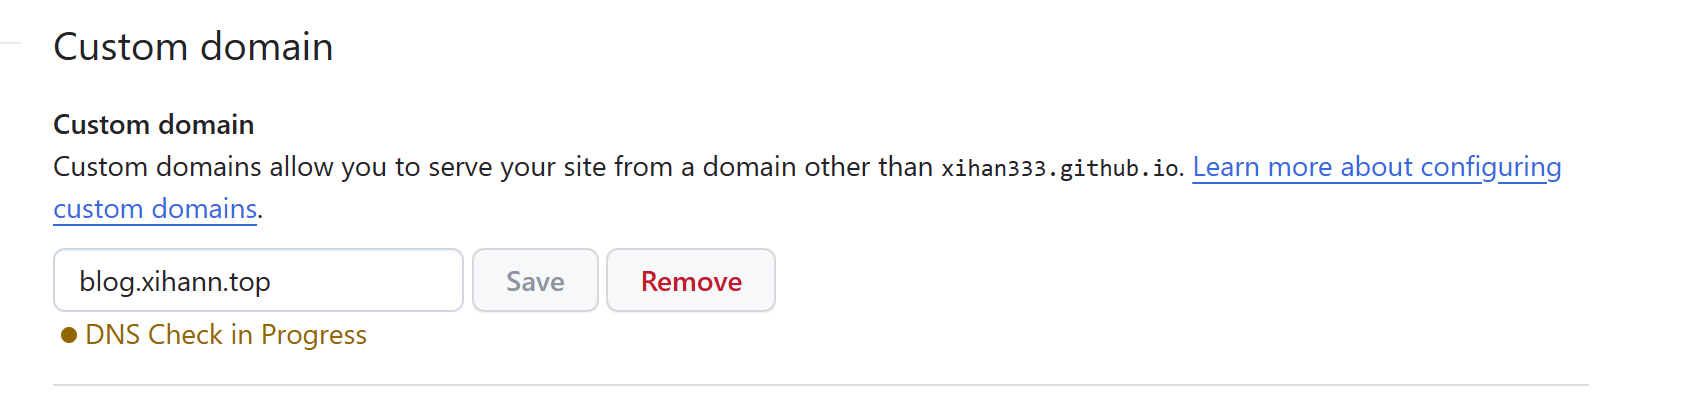 Custom domain
Custom domain
Custom domains allow you to serve your site from a domain other than xihan333.github.io. Learn more about configuring
custom domains.
blog.xihann.top Save Remove
DNS Check in Progress